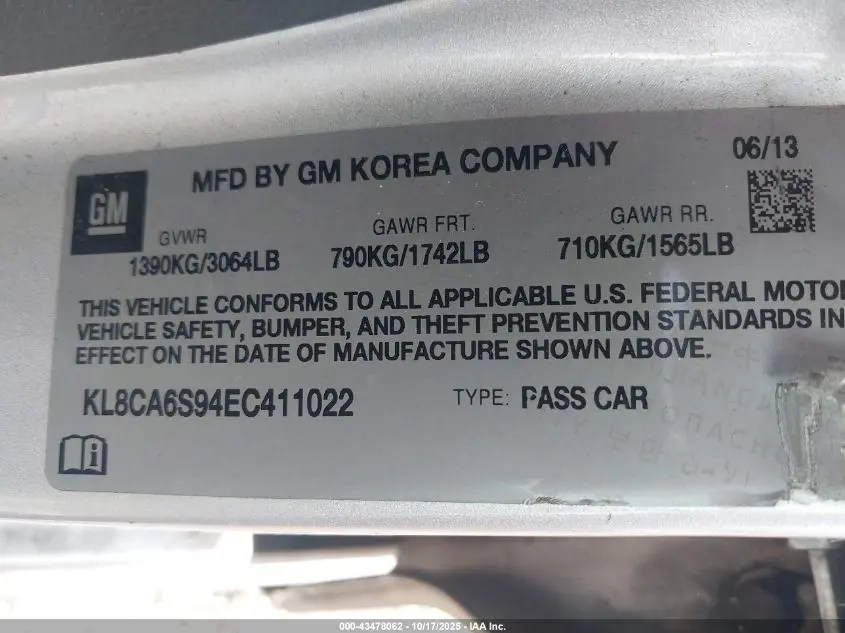 MFD BY GM KOREA COMPANY
06/13
GM
GVWR
GAWR FRT.
GAWR RR.
1390KG/3064LB
790KG/1742LB
710KG/1565LB
THIS VEHICLE CONFORMS TO ALL APPLICABLE U.S. FEDERAL MOTO
VEHICLE SAFETY, BUMPER, AND THEFT PREVENTION STANDARDS IN
EFFECT ON THE DATE OF MANUFACTURE SHOWN ABOVE.
KL8CA6S94EC411022
TYPE: PASS CAR
000-43478062 - 10/17/2025 - IAA Inc.